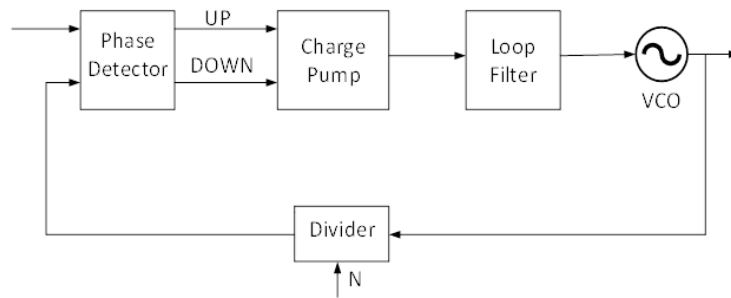 UP
Phase
Detector
DOWN
Charge
Pump
Loop
Filter
VCO
Divider
N